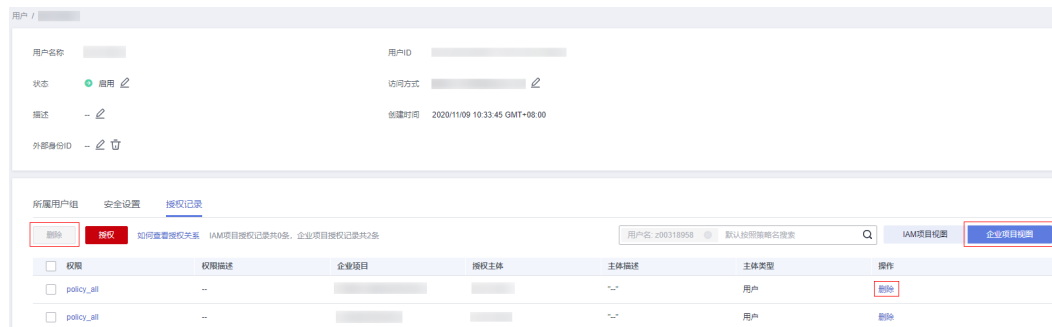 用户 /
用户名称 用户ID
状态 启用 访问方式
描述 -- 创建时间 2020/11/09 10:33:45 GMT+08:00
外部身份ID --
所属用户组 安全设置 授权记录
删除 授权 如何查看授权关系 IAM项目授权记录共0条，企业项目授权记录共2条 用户名: z00318958 默认按照策略名搜索 IAM项目视图 企业项目视图
权限 权限描述 企业项目 授权主体 主体描述 主体类型 操作
policy_all -- "--" 用户 删除
policy_all -- "--" 用户 删除